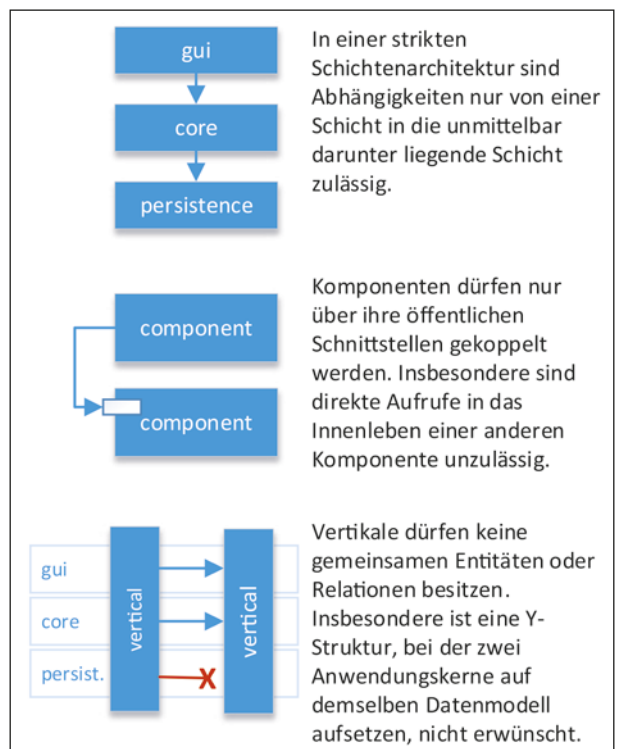 gui
core
persistence
In einer strikten
Schichtenarchitektur sind
Abhängigkeiten nur von einer
Schicht in die unmittelbar
darunter liegende Schicht
zulässig.
component
component
Komponenten dürfen nur
über ihre öffentlichen
Schnittstellen gekoppelt
werden. Insbesondere sind
direkte Aufrufe in das
Innenleben einer anderen
Komponente unzulässig.
gui
core
persist.
vertical
vertical
X
Vertikale dürfen keine
gemeinsamen Entitäten oder
Relationen besitzen.
Insbesondere ist eine Y-
Struktur, bei der zwei
Anwendungskerne auf
demselben Datenmodell
aufsetzen, nicht erwünscht.